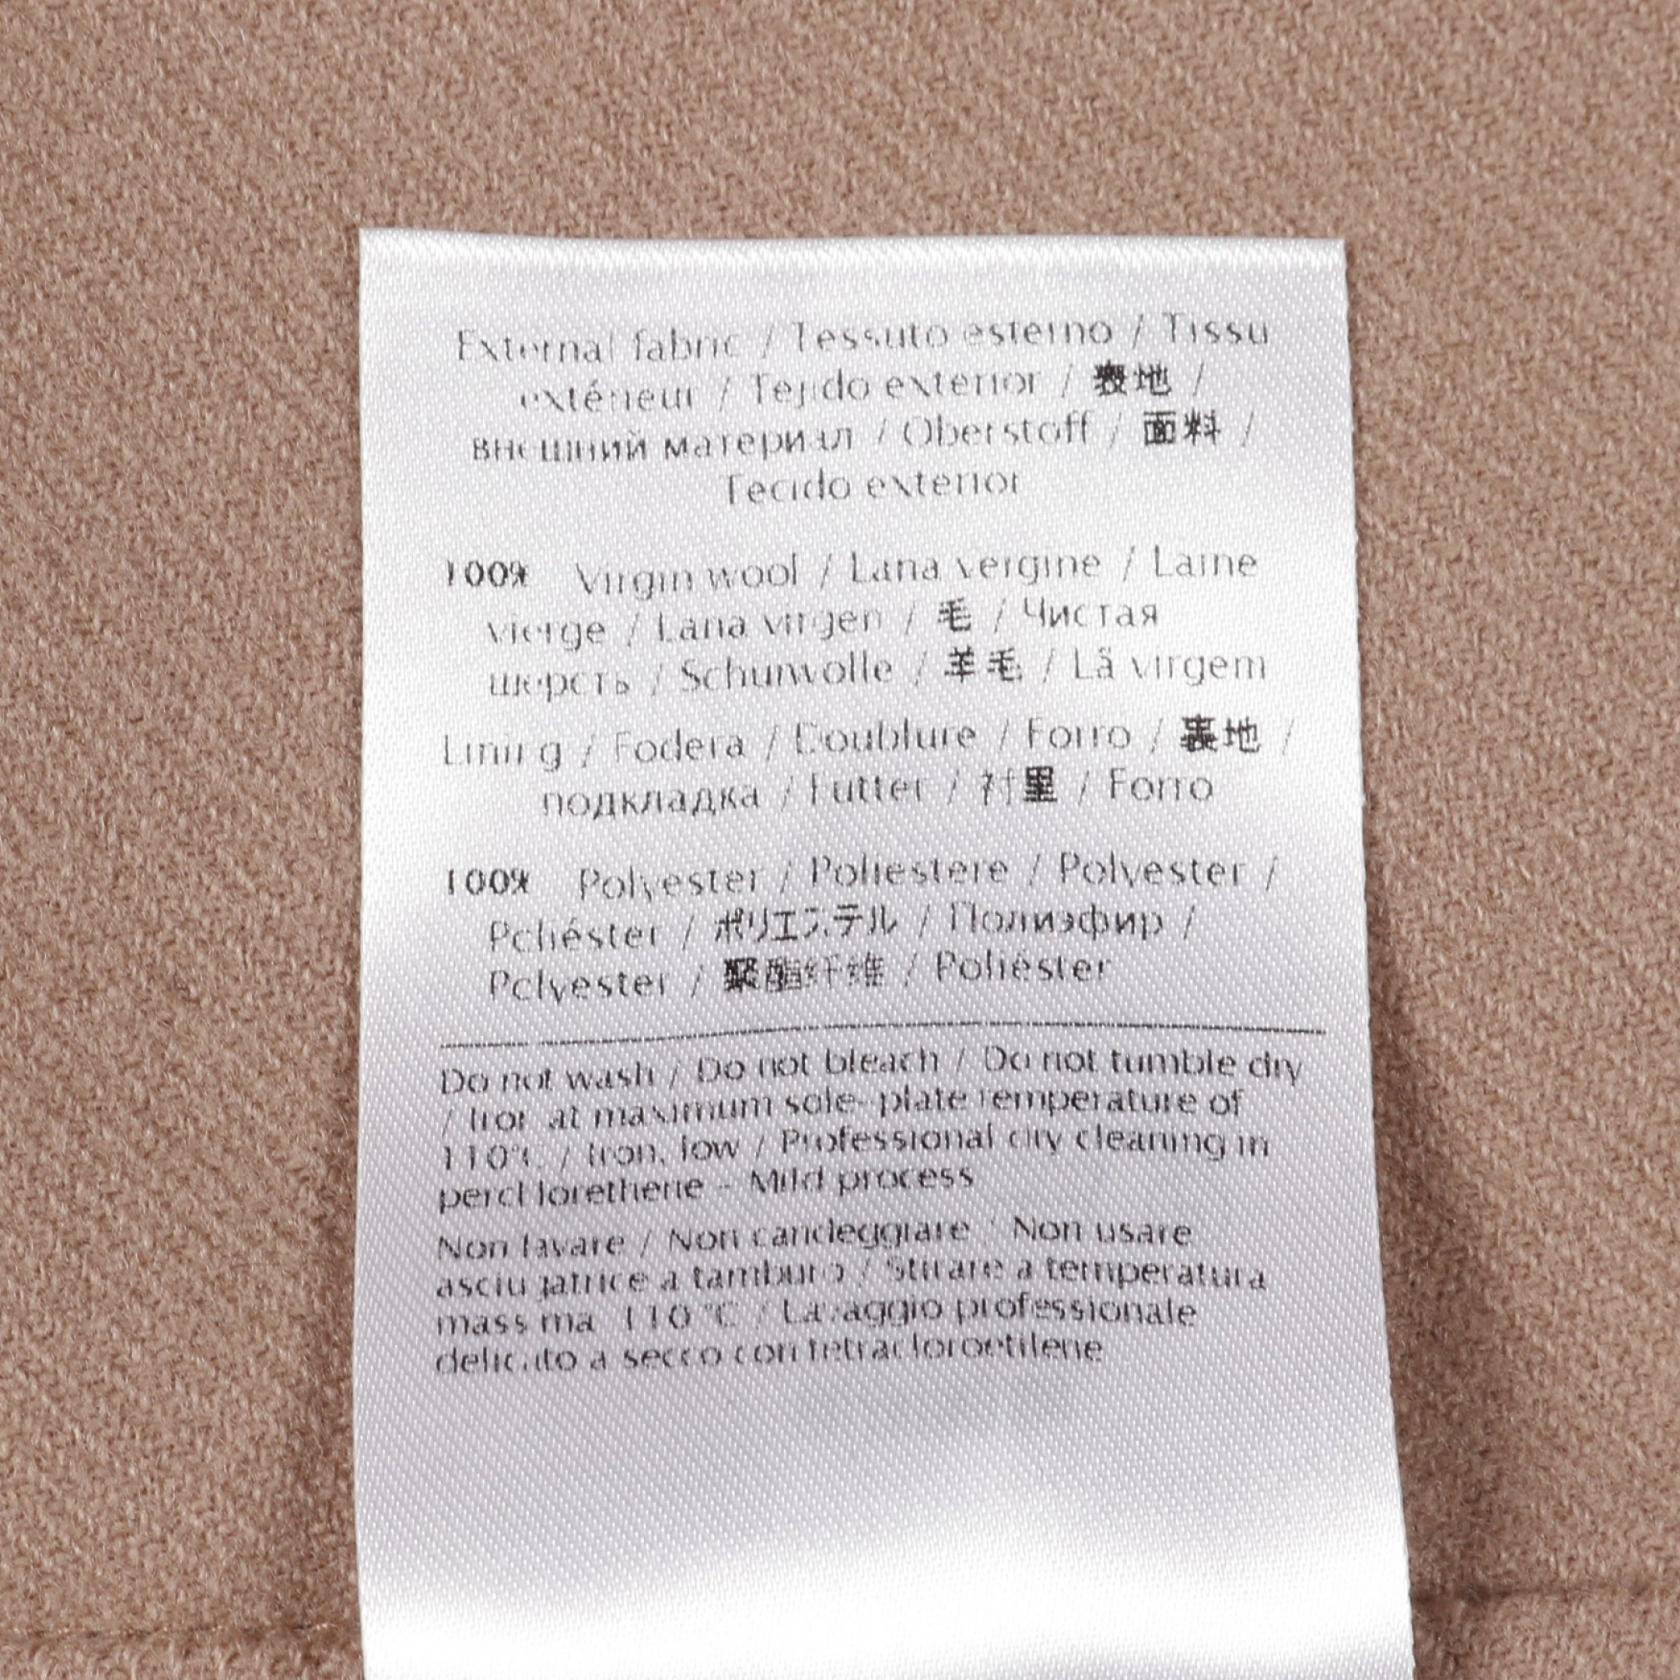 External fabric / Tessuto esterno / Tissu
extérieur / Tejido exterior / 表地 /
внешний материал / Oberstoff / 面料 /
Tecido exterior
100% Virgin wool / Lana vergine / Laine
vierge / Lana virgen / 毛 / Чистая
шерсть / Schurwolle / 羊毛 / Lã virgem
Lining / Fodera / Doublure / Forro / 裏地 /
подкладка / Futter / 衬里 / Forro
100% Polyester / Poliestere / Polyester /
Poliéster / ポリエステル / Полиэфир /
Polyester / 聚酯纤维 / Poliéster
Do not wash / Do not bleach / Do not tumble dry
/ Iron at maximum sole-plate temperature of
110°C / Iron, low / Professional dry cleaning in
perchlorethene - Mild process
Non lavare / Non candeggiare / Non usare
asciugatrice a tamburo / Stirare a temperatura
massima 110 °C / Lavaggio professionale
delicato a secco con tetracloroetilene